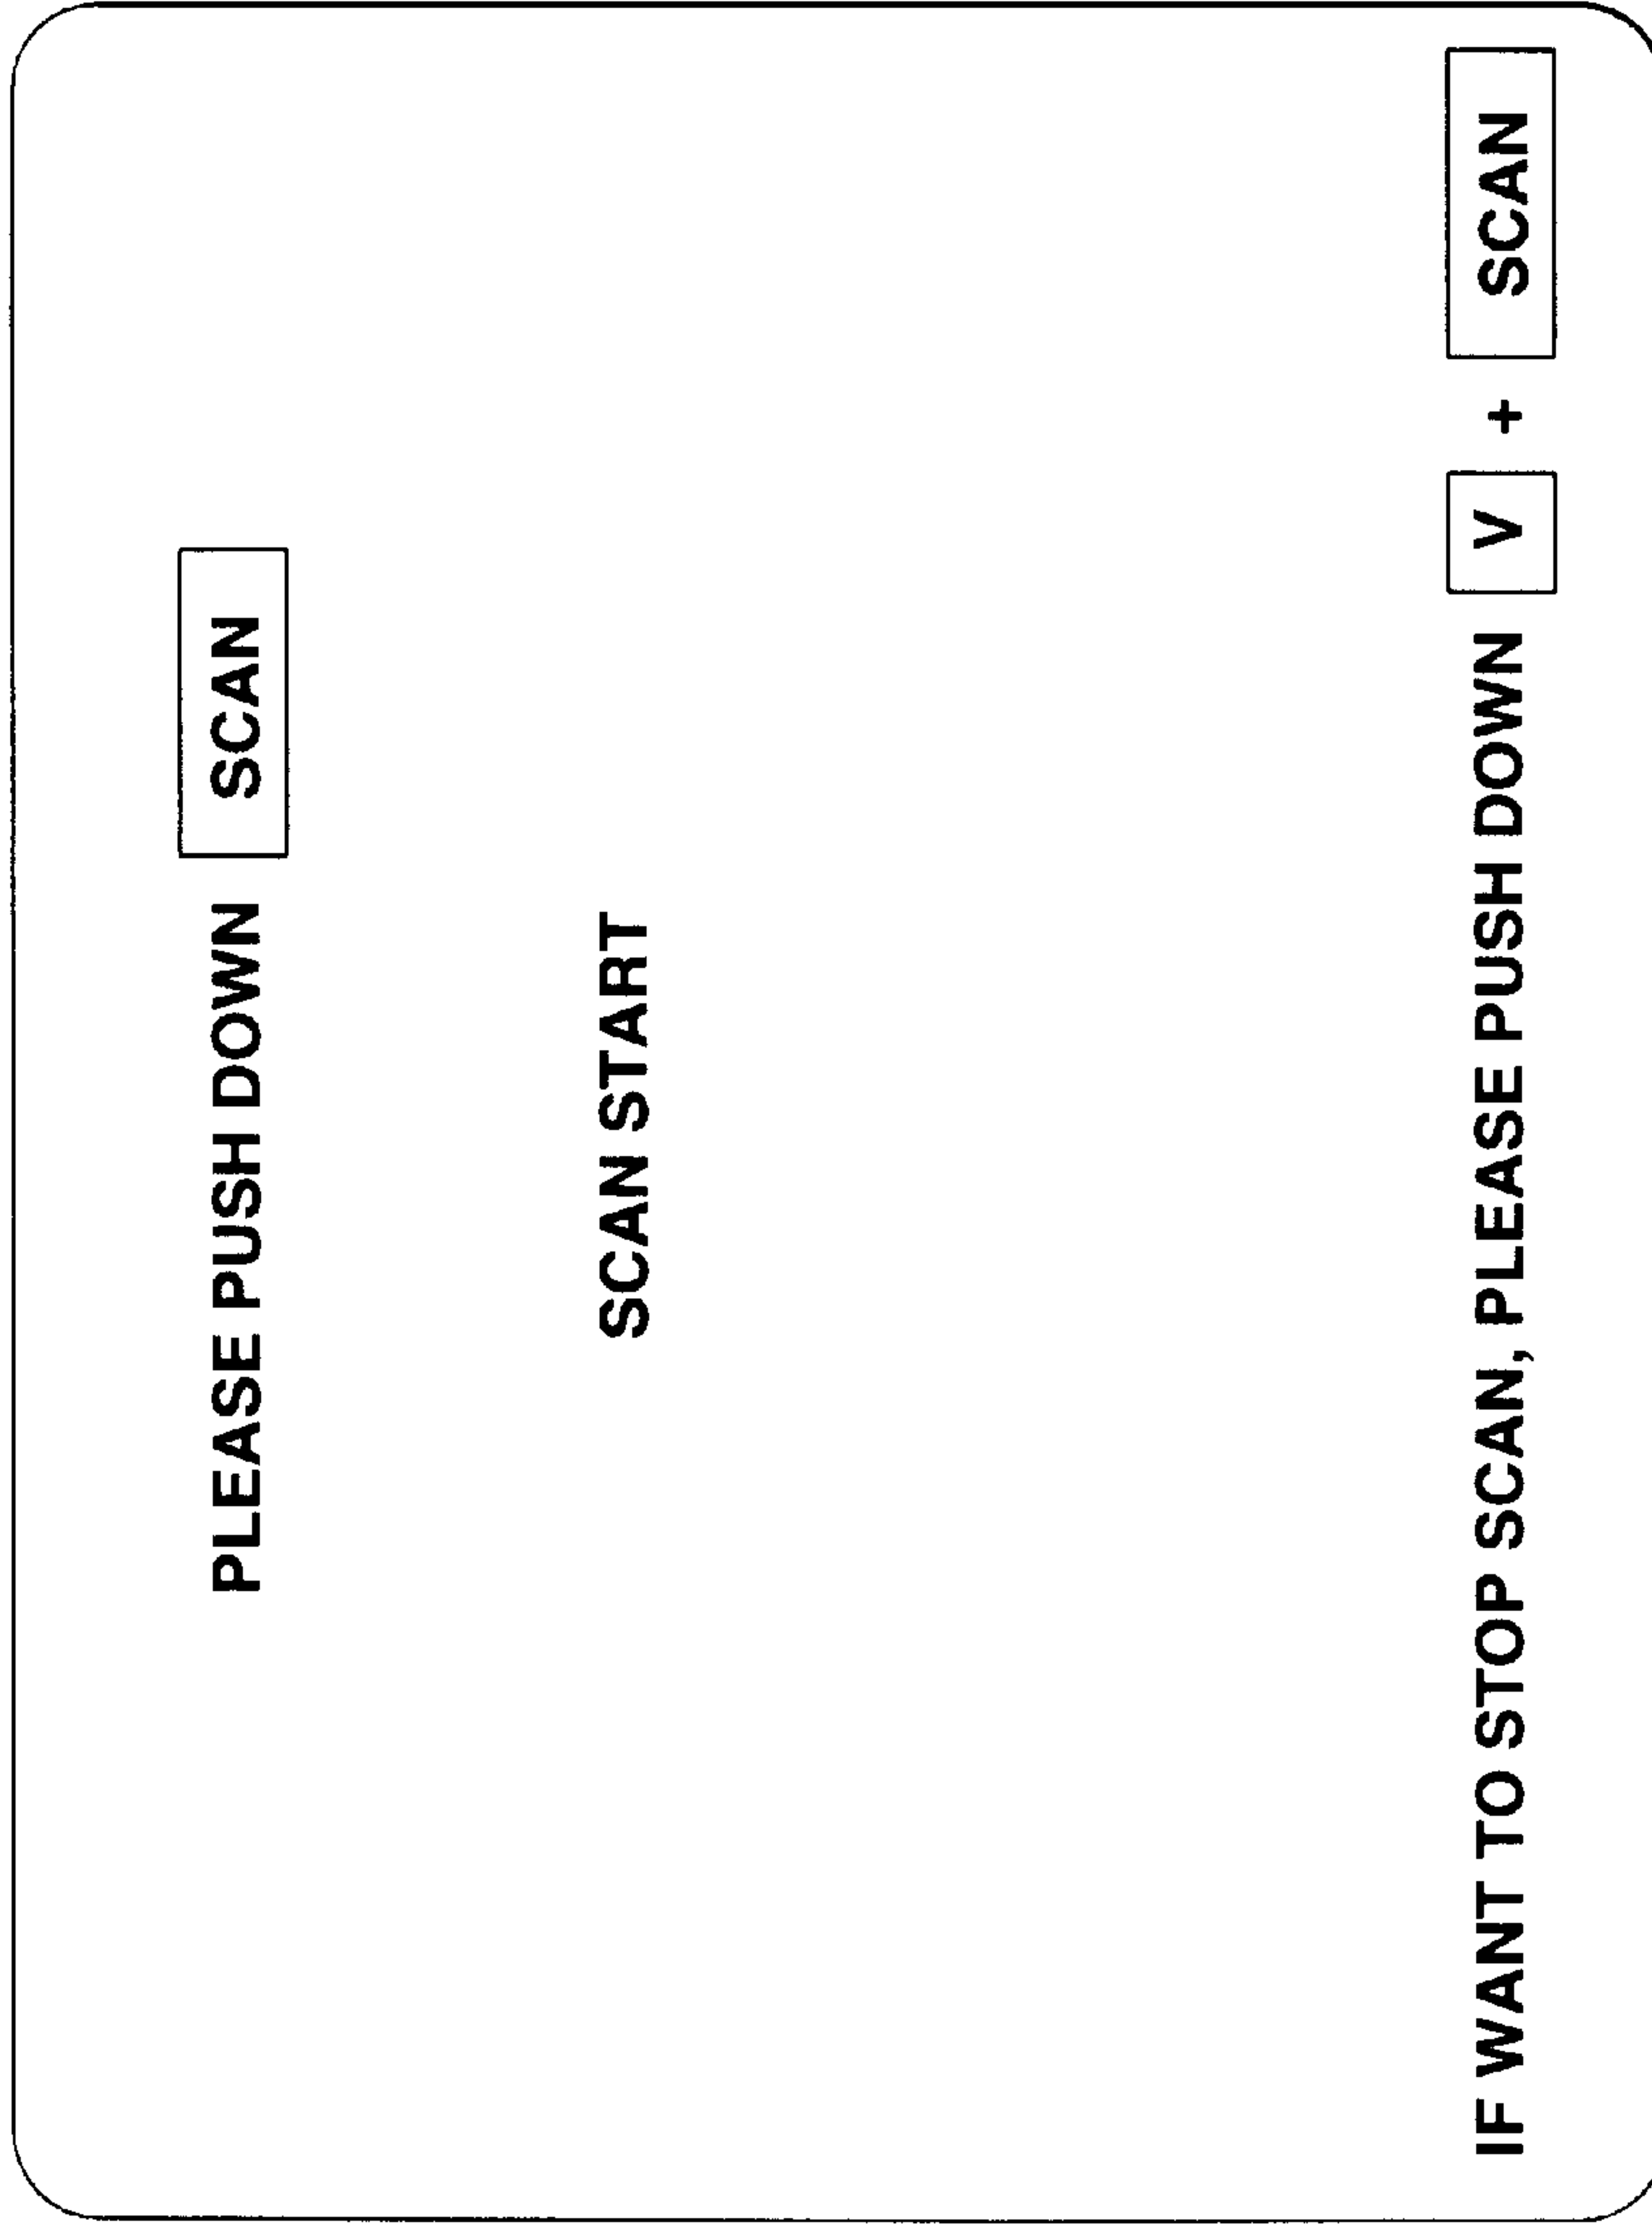 PLEASE PUSH DOWN SCAN
SCAN START
IF WANT TO STOP SCAN, PLEASE PUSH DOWN V + SCAN